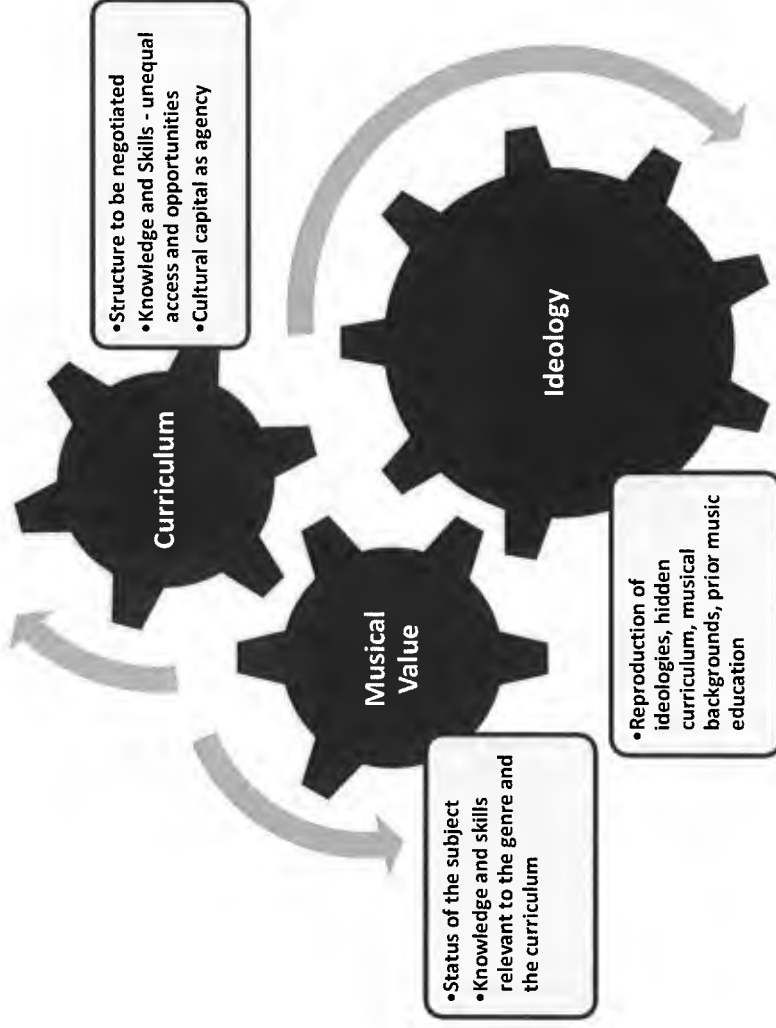 Curriculum
•Structure to be negotiated
•Knowledge and Skills - unequal
access and opportunities
•Cultural capital as agency
Musical
Value
•Status of the subject
•Knowledge and skills
relevant to the genre and
the curriculum
Ideology
•Reproduction of
ideologies, hidden
curriculum, musical
backgrounds, prior music
education